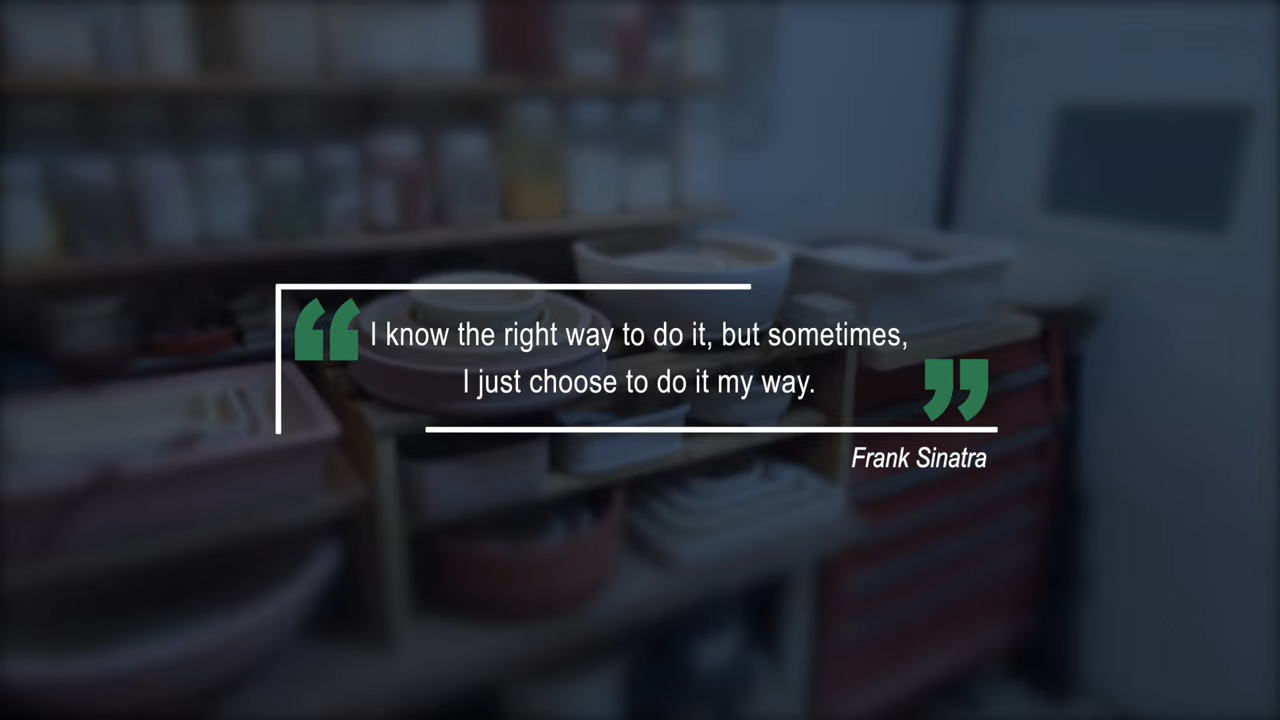 “ I know the right way to do it, but sometimes,
I just choose to do it my way. ”
Frank Sinatra